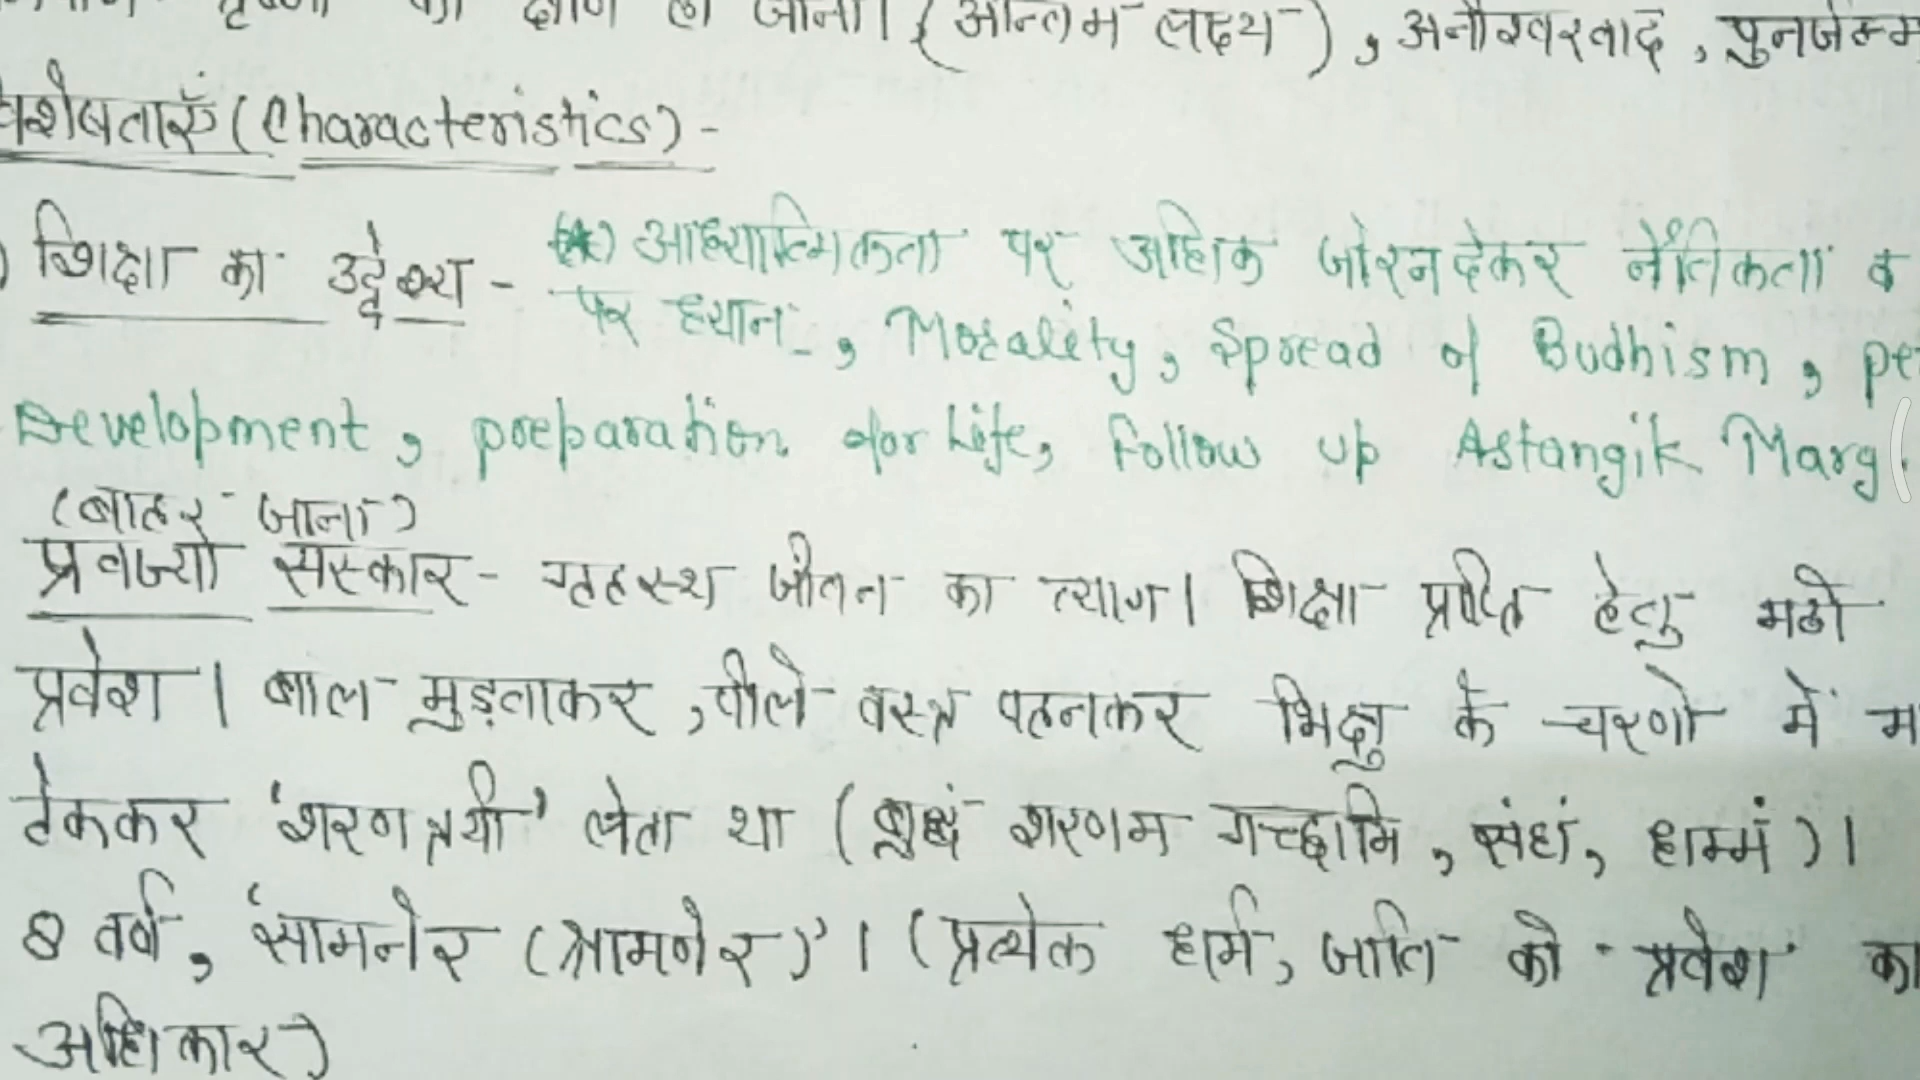 तृष्णा का क्षीण हो जाना। (अन्तिम लक्ष्य), अनीश्वरवाद, पुनर्जन्म
विशेषताएँ (Characteristics) -
शिक्षा का उद्देश्य - आध्यात्मिकता पर अधिक जोर न देकर नैतिकता व
पर ध्यान, Morality, Spread of Budhism,
Development, preparation for Life, Follow up Astangik Marg
(बाहर जाना)
प्रवज्या संस्कार - गृहस्थ जीवन का त्याग। शिक्षा प्राप्ति हेतु मठो
प्रवेश। बाल मुड़वाकर, पीले वस्त्र पहनकर भिक्षु के चरणो में
टेककर 'शरणत्रयी' लेता था (बुद्धं शरणम गच्छामि, संघं, धाम्मं)।
8 वर्ष, 'सामनेर (श्रामणेर)'। (प्रत्येक धर्म, जाति को प्रवेश का
अधिकार)